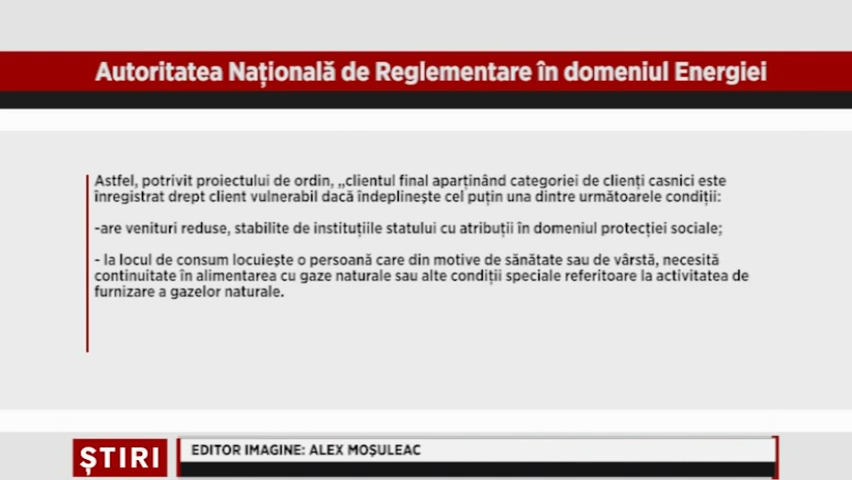 Autoritatea Națională de Reglementare în domeniul Energiei
Astfel, potrivit proiectului de ordin, „clientul final aparținând categoriei de clienți casnici este
înregistrat drept client vulnerabil dacă îndeplinește cel puțin una dintre următoarele condiții:
-are venituri reduse, stabilite de instituțiile statului cu atribuții în domeniul protecției sociale;
- la locul de consum locuiește o persoană care din motive de sănătate sau de vârstă, necesită
continuitate în alimentarea cu gaze naturale sau alte condiții speciale referitoare la activitatea de
furnizare a gazelor naturale.
ȘTIRI
EDITOR IMAGINE: ALEX MOȘULEAC